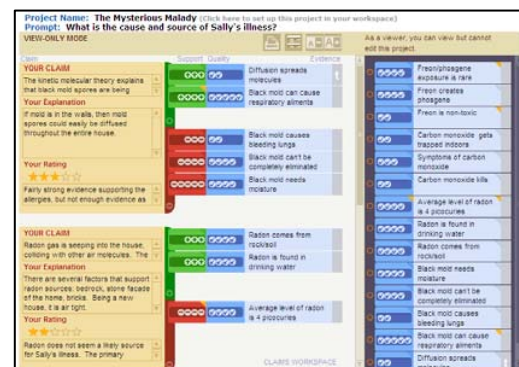 Project Name: The Mysterious Malady (Click here to set up this project in your workspace)
Prompt: What is the cause and source of Sally's illness?
VIEW-ONLY MODE
As a viewer, you can view but cannot
edit this project.
Claim
Support Quality
Evidence
YOUR CLAIM
The kinetic molecular theory explains
that black mold spores are being
Your Explanation
If mold is in the walls, then mold
spores could easily be diffused
throughout the entire house.
Your Rating
Fairly strong evidence supporting the
allergies, but not enough evidence as
Diffusion spreads
molecules
Black mold can cause
respiratory ailments
Black mold causes
bleeding lungs
Black mold can't be
completely eliminated
Black mold needs
moisture
YOUR CLAIM
Radon gas is seeping into the house,
colliding with other air molecules. The
Your Explanation
There are several factors that support
radon sources; bedrock, stone facade
of the home, bricks. Being a new
house, it is air tight.
Your Rating
Radon does not seem a likely source
for Sally's illness. The primary
Radon comes from
rock/soil
Radon is found in
drinking water
Average level of radon
is 4 picocuries
CLAIMS WORKSPACE
Freon/phosgene
exposure is rare
Freon creates
phosgene
Freon is non-toxic
Carbon monoxide gets
trapped indoors
Symptoms of carbon
monoxide
Carbon monoxide kills
Average level of radon
is 4 picocuries
Radon is found in
drinking water
Radon comes from
rock/soil
Black mold needs
moisture
Black mold can't be
completely eliminated
Black mold causes
bleeding lungs
Black mold can cause
respiratory ailments
Diffusion spreads
molecules